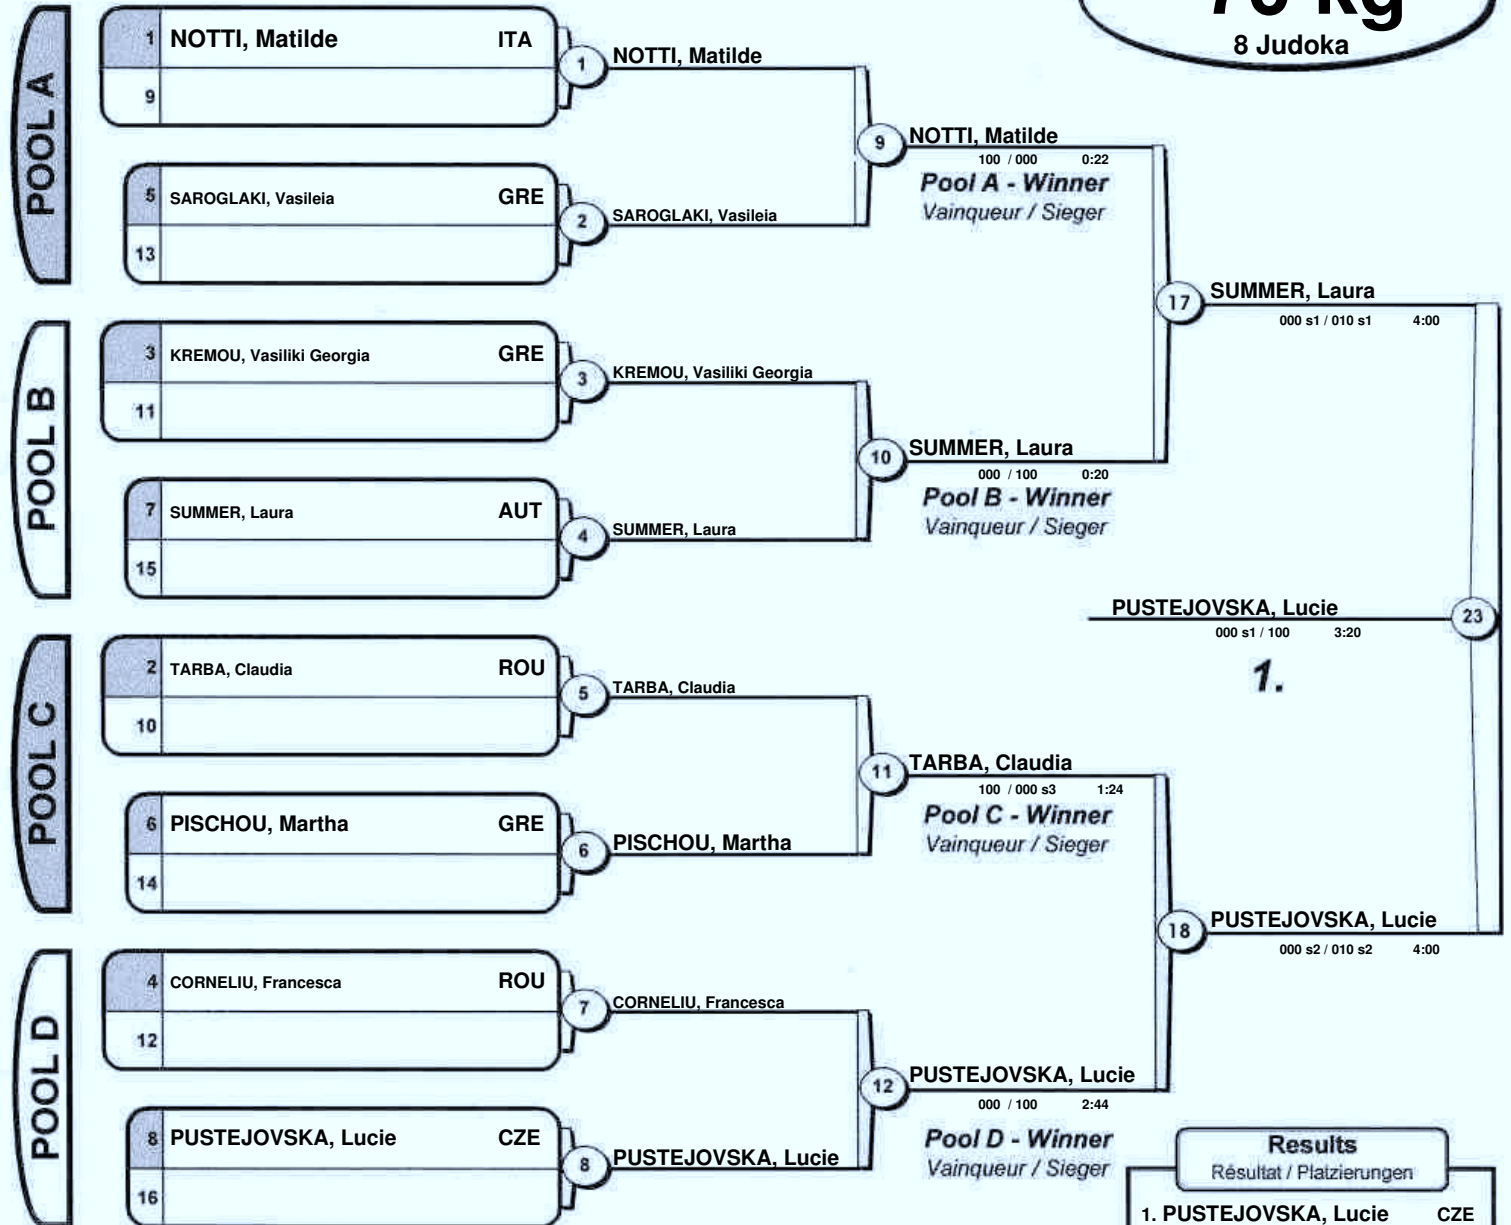 70 kg
8 Judoka
POOL A
1 NOTTI, Matilde ITA
9
5 SAROGLAKI, Vasileia GRE
13
1 NOTTI, Matilde
2 SAROGLAKI, Vasileia
9 NOTTI, Matilde
100 / 000 0:22
Pool A - Winner
Vainqueur / Sieger
POOL B
3 KREMOU, Vasiliki Georgia GRE
11
7 SUMMER, Laura AUT
15
3 KREMOU, Vasiliki Georgia
4 SUMMER, Laura
10 SUMMER, Laura
000 / 100 0:20
Pool B - Winner
Vainqueur / Sieger
17 SUMMER, Laura
000 s1 / 010 s1 4:00
PUSTEJOVSKA, Lucie 23
000 s1 / 100 3:20
1.
POOL C
2 TARBA, Claudia ROU
10
6 PISCHOU, Martha GRE
14
5 TARBA, Claudia
6 PISCHOU, Martha
11 TARBA, Claudia
100 / 000 s3 1:24
Pool C - Winner
Vainqueur / Sieger
18 PUSTEJOVSKA, Lucie
000 s2 / 010 s2 4:00
POOL D
4 CORNELIU, Francesca ROU
12
8 PUSTEJOVSKA, Lucie CZE
16
7 CORNELIU, Francesca
8 PUSTEJOVSKA, Lucie
12 PUSTEJOVSKA, Lucie
000 / 100 2:44
Pool D - Winner
Vainqueur / Sieger
Results
Résultat / Platzierungen
1. PUSTEJOVSKA, Lucie CZE